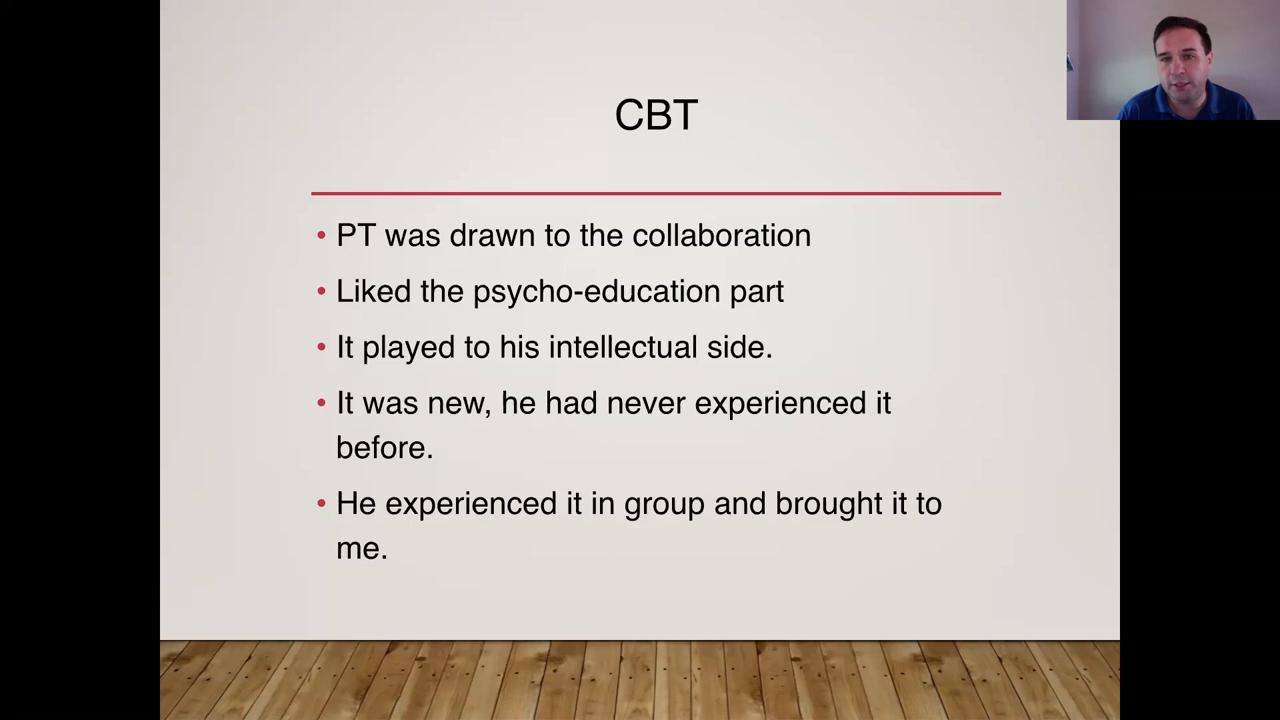 CBT
• PT was drawn to the collaboration
• Liked the psycho-education part
• It played to his intellectual side.
• It was new, he had never experienced it
before.
• He experienced it in group and brought it to
me.